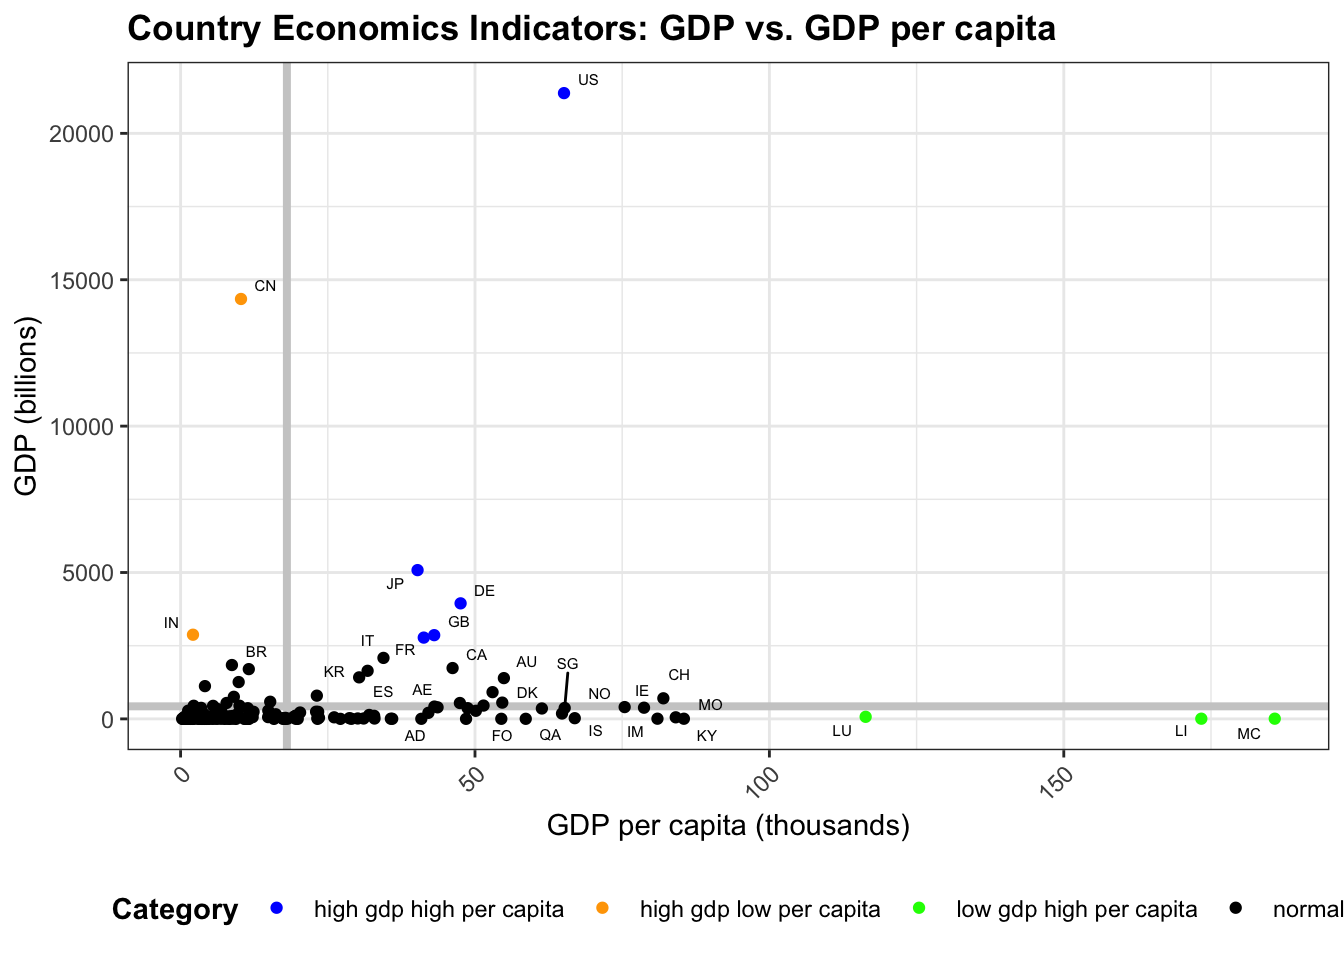 Country Economics Indicators: GDP vs. GDP per capita
US
20000
CN
15000
GDP (billions)
10000
5000
JP
DE
IN
GB
IT
FR
BR
KR
CA
AU
SG
CH
ES
AE
DK
NO
IE
MO
0
AD
FO
QA
IS
IM
KY
LU
LI
MC
0
50
100
150
GDP per capita (thousands)
Category
high gdp high per capita
high gdp low per capita
low gdp high per capita
normal